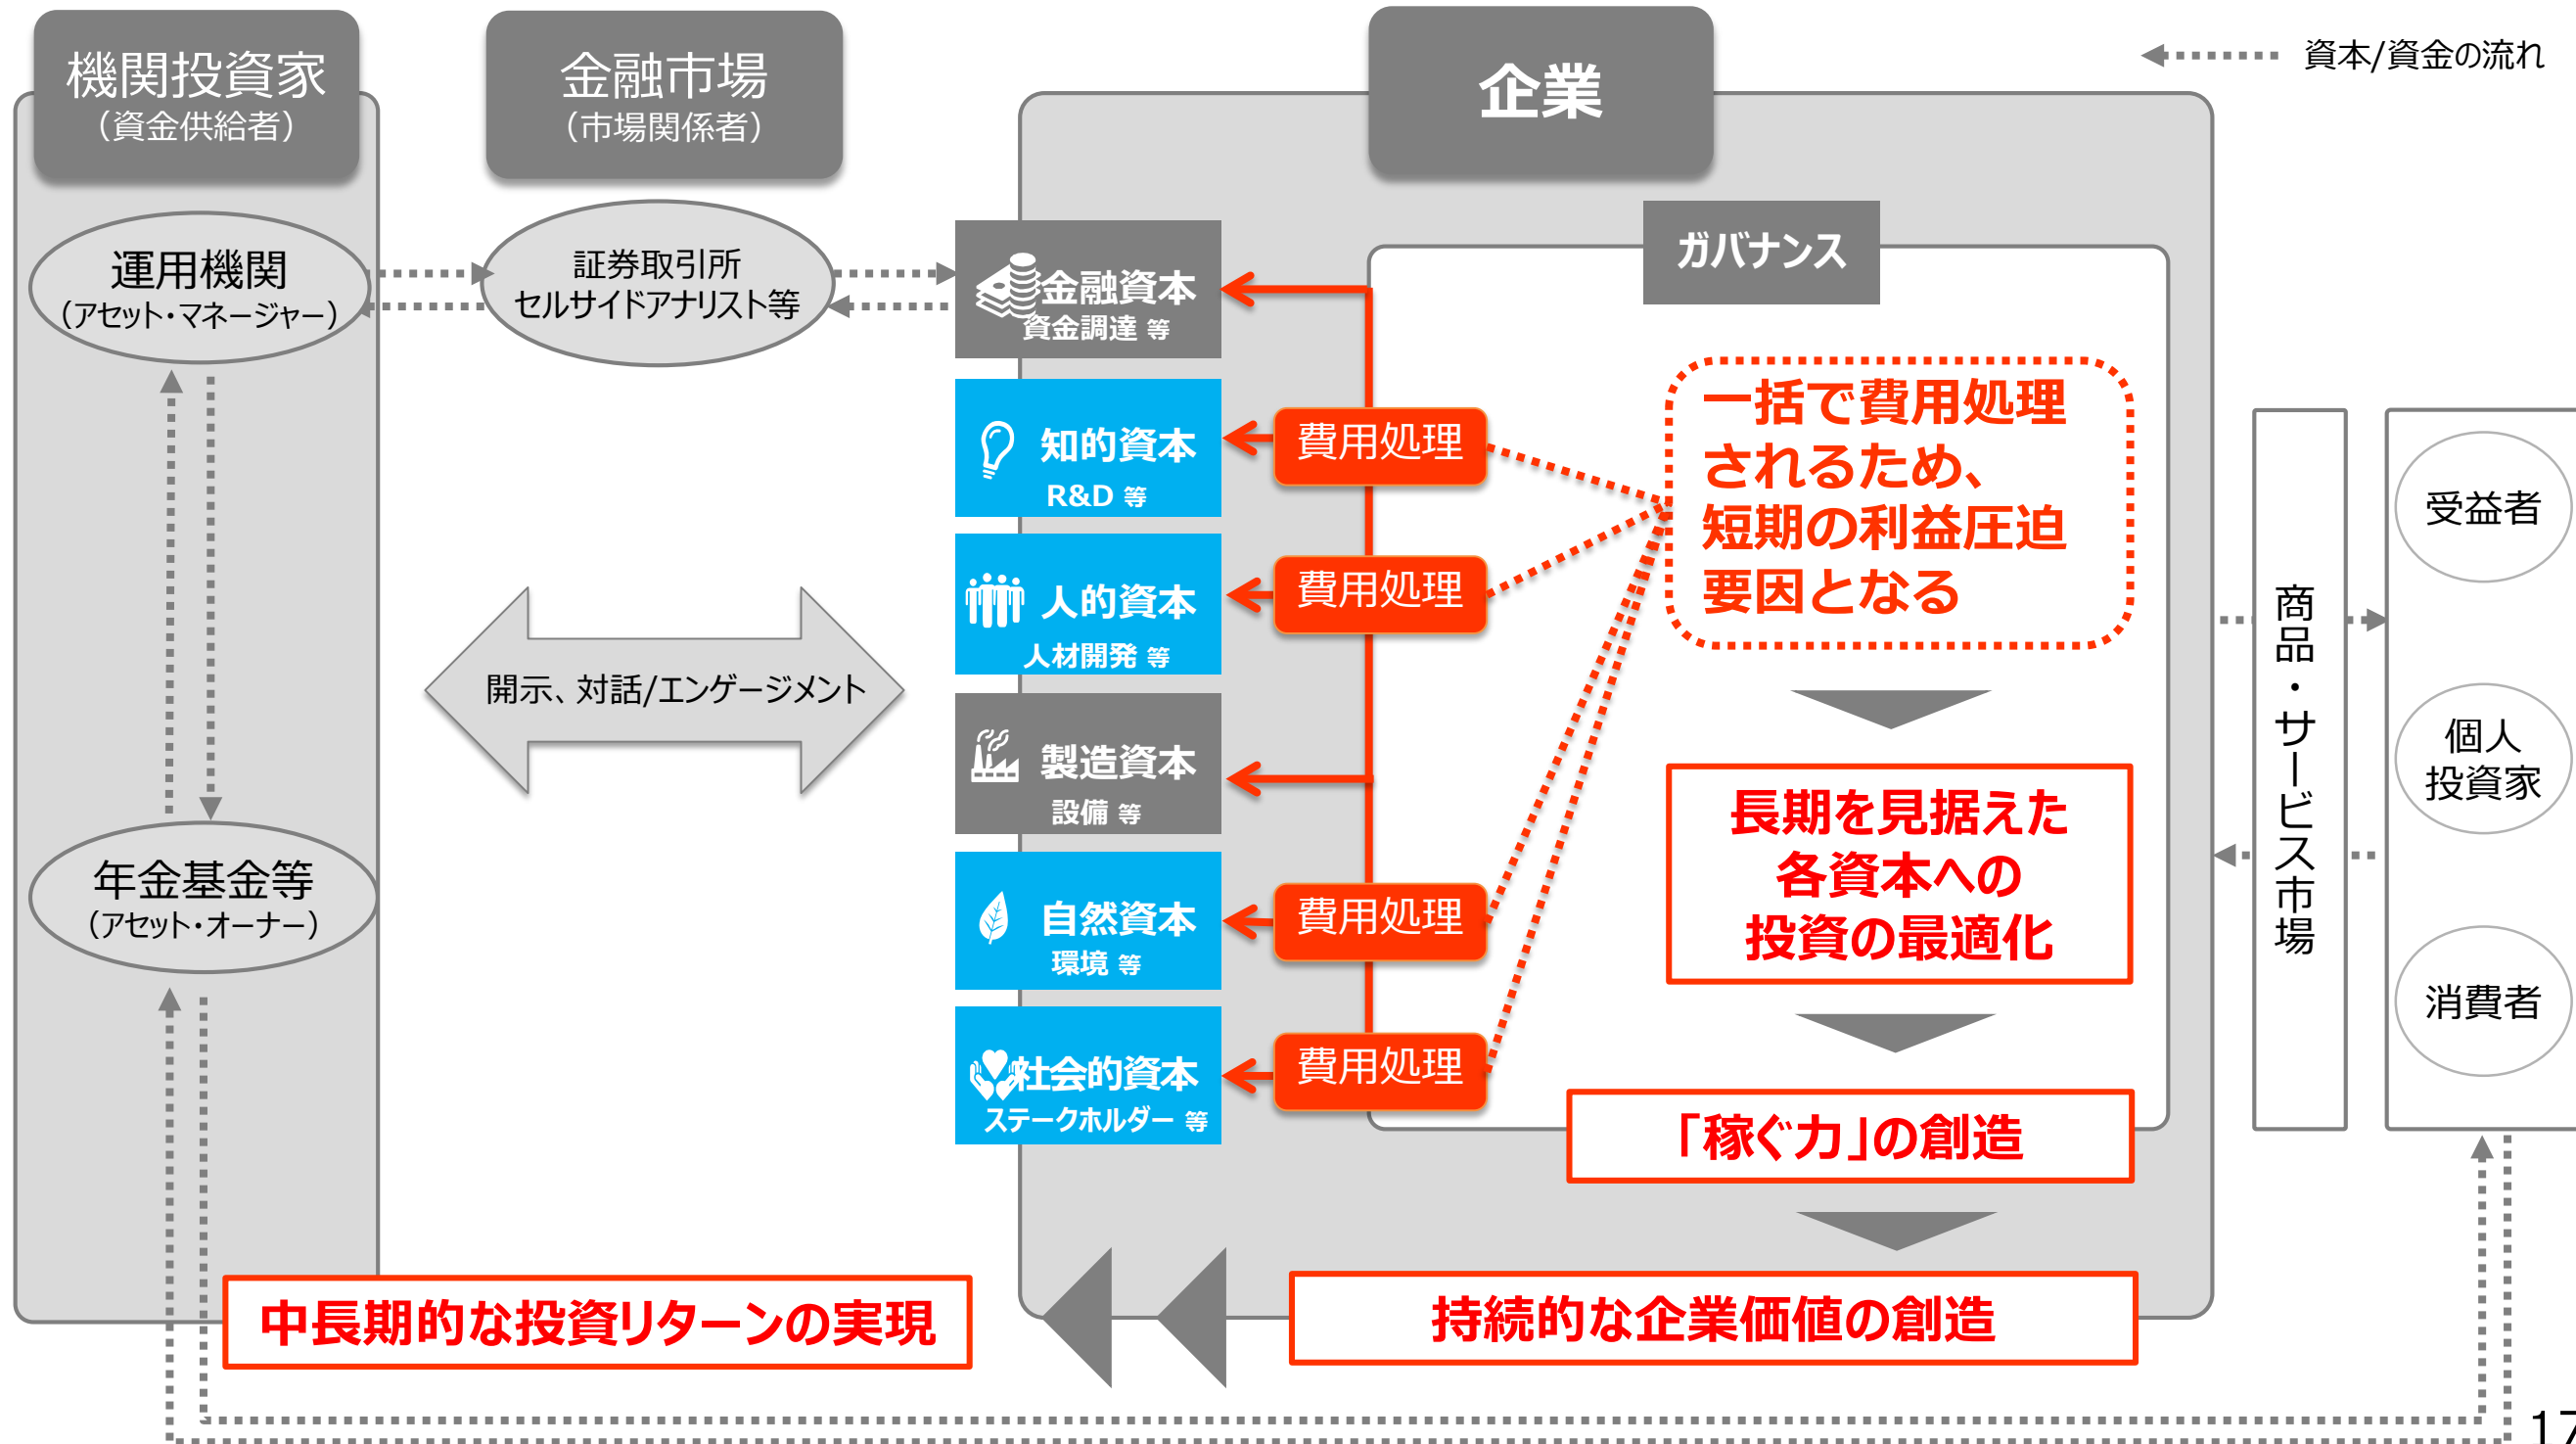 機関投資家
（資金供給者）
金融市場
（市場関係者）
企業
資本/資金の流れ
運用機関
（アセット・マネージャー）
証券取引所
セルサイドアナリスト等
年金基金等
（アセット・オーナー）
開示、対話/エンゲージメント
金融資本
資金調達 等
知的資本
R&D 等
人的資本
人材開発 等
製造資本
設備 等
自然資本
環境 等
社会的資本
ステークホルダー 等
費用処理
費用処理
費用処理
費用処理
ガバナンス
一括で費用処理
されるため、
短期の利益圧迫
要因となる
長期を見据えた
各資本への
投資の最適化
「稼ぐ力」の創造
持続的な企業価値の創造
中長期的な投資リターンの実現
商品・サービス市場
受益者
個人
投資家
消費者
17